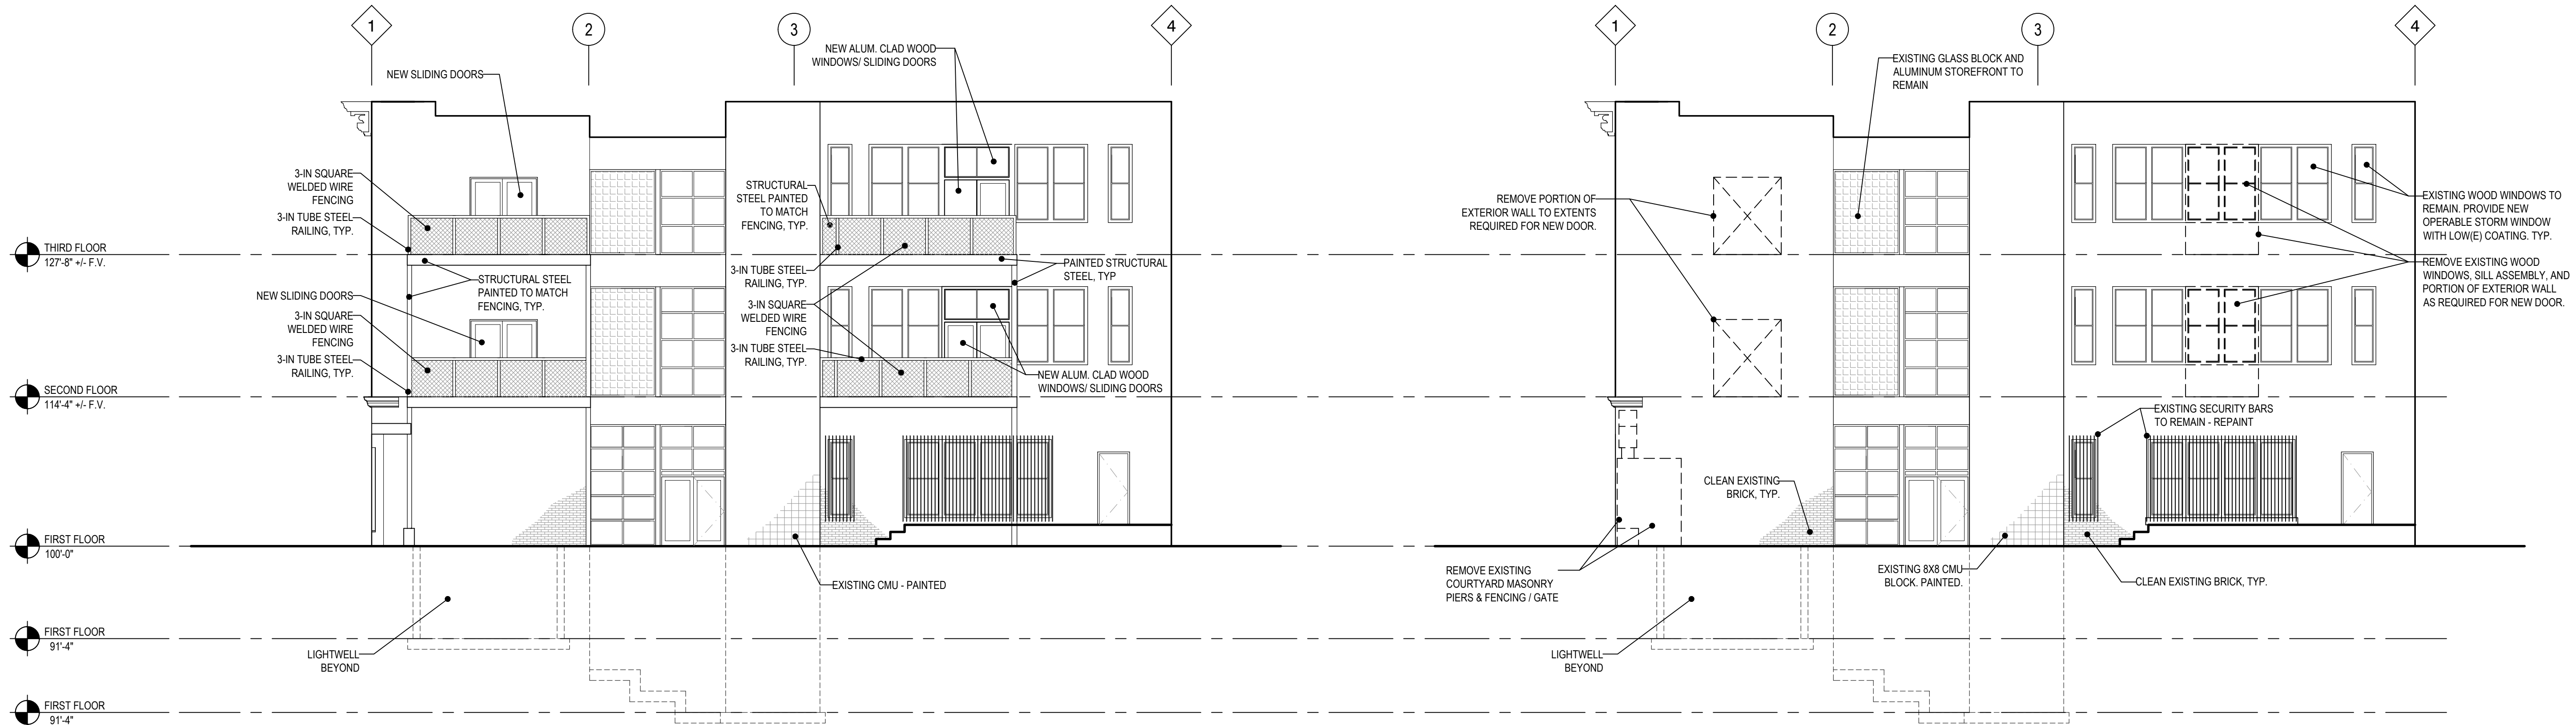 1
2
3
4
1
2
3
4
NEW SLIDING DOORS
NEW ALUM. CLAD WOOD
WINDOWS/ SLIDING DOORS
3-IN SQUARE
WELDED WIRE
FENCING
3-IN TUBE STEEL
RAILING, TYP.
STRUCTURAL
STEEL PAINTED
TO MATCH
FENCING, TYP.
THIRD FLOOR
127'-8" +/- F.V.
STRUCTURAL STEEL
PAINTED TO MATCH
FENCING, TYP.
NEW SLIDING DOORS
3-IN SQUARE
WELDED WIRE
FENCING
3-IN TUBE STEEL
RAILING, TYP.
3-IN TUBE STEEL
RAILING, TYP.
3-IN SQUARE
WELDED WIRE
FENCING
3-IN TUBE STEEL
RAILING, TYP.
PAINTED STRUCTURAL
STEEL, TYP
NEW ALUM. CLAD WOOD
WINDOWS/ SLIDING DOORS
SECOND FLOOR
114'-4" +/- F.V.
FIRST FLOOR
100'-0"
EXISTING CMU - PAINTED
LIGHTWELL
BEYOND
FIRST FLOOR
91'-4"
FIRST FLOOR
91'-4"
EXISTING GLASS BLOCK AND
ALUMINUM STOREFRONT TO
REMAIN
REMOVE PORTION OF
EXTERIOR WALL TO EXTENTS
REQUIRED FOR NEW DOOR.
EXISTING WOOD WINDOWS TO
REMAIN. PROVIDE NEW
OPERABLE STORM WINDOW
WITH LOW(E) COATING. TYP.
REMOVE EXISTING WOOD
WINDOWS, SILL ASSEMBLY, AND
PORTION OF EXTERIOR WALL
AS REQUIRED FOR NEW DOOR.
EXISTING SECURITY BARS
TO REMAIN - REPAINT
CLEAN EXISTING
BRICK, TYP.
REMOVE EXISTING
COURTYARD MASONRY
PIERS & FENCING / GATE
EXISTING 8X8 CMU
BLOCK. PAINTED.
CLEAN EXISTING BRICK, TYP.
LIGHTWELL
BEYOND